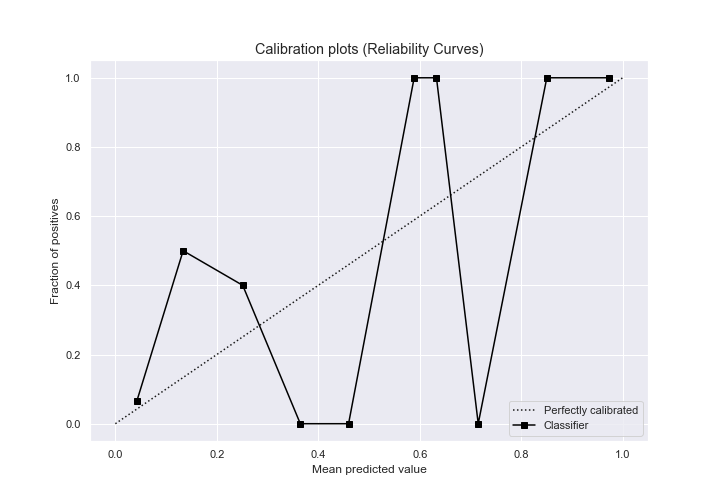 Calibration plots (Reliability Curves)
Fraction of positives
1.0
0.8
0.6
0.4
0.2
0.0
0.0 0.2 0.4 0.6 0.8 1.0
Mean predicted value
Perfectly calibrated
Classifier